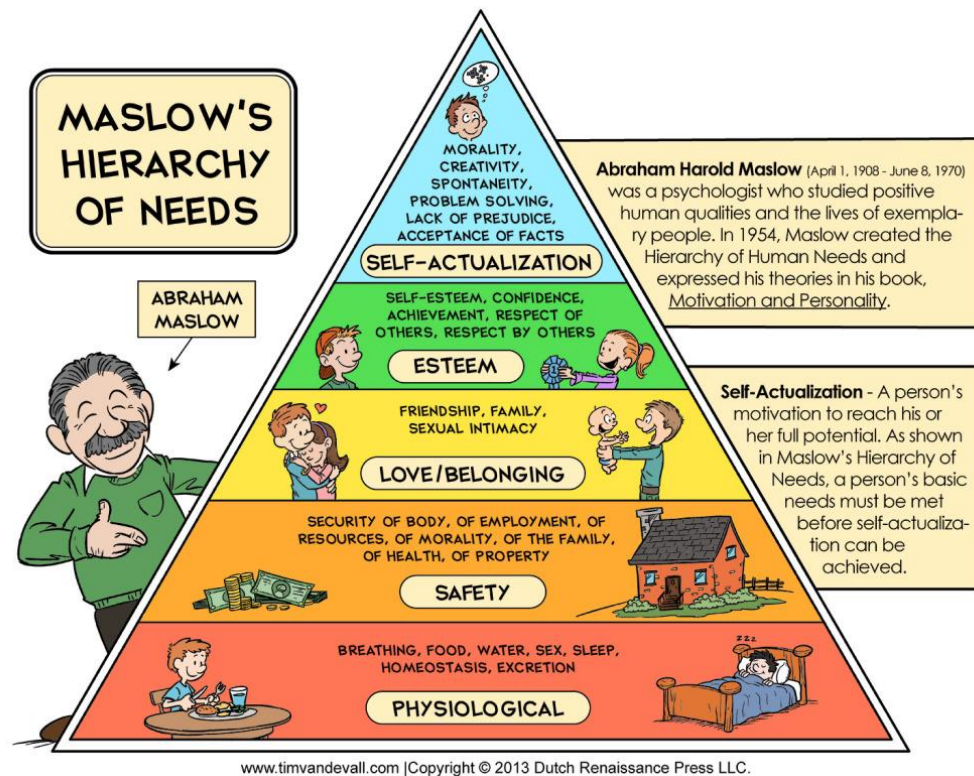 MASLOW'S
HIERARCHY
OF NEEDS
ABRAHAM
MASLOW
MORALITY,
CREATIVITY,
SPONTANEITY,
PROBLEM SOLVING,
LACK OF PREJUDICE,
ACCEPTANCE OF FACTS
SELF-ACTUALIZATION
SELF-ESTEEM, CONFIDENCE,
ACHIEVEMENT, RESPECT OF
OTHERS, RESPECT BY OTHERS
ESTEEM
1
FRIENDSHIP, FAMILY,
SEXUAL INTIMACY
LOVE/BELONGING
SECURITY OF BODY, OF EMPLOYMENT, OF
RESOURCES, OF MORALITY, OF THE FAMILY,
OF HEALTH, OF PROPERTY
SAFETY
BREATHING, FOOD, WATER, SEX, SLEEP,
HOMEOSTASIS, EXCRETION
PHYSIOLOGICAL
ZZZ
Abraham Harold Maslow (April 1, 1908 - June 8, 1970)
was a psychologist who studied positive
human qualities and the lives of exempla-
ry people. In 1954, Maslow created the
Hierarchy of Human Needs and
expressed his theories in his book,
Motivation and Personality.
Self-Actualization - A person's
motivation to reach his or
her full potential. As shown
in Maslow's Hierarchy of
Needs, a person's basic
needs must be met
before self-actualiza-
tion can be
achieved.
www.timvandevall.com |Copyright © 2013 Dutch Renaissance Press LLC.